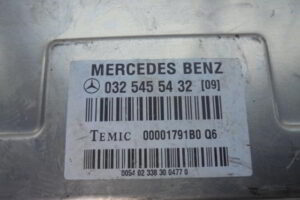 MERCEDES BENZ
032 545 54 32 [09]
TEMIC 00001791B0 Q6
0054 02 338 30 0477 0